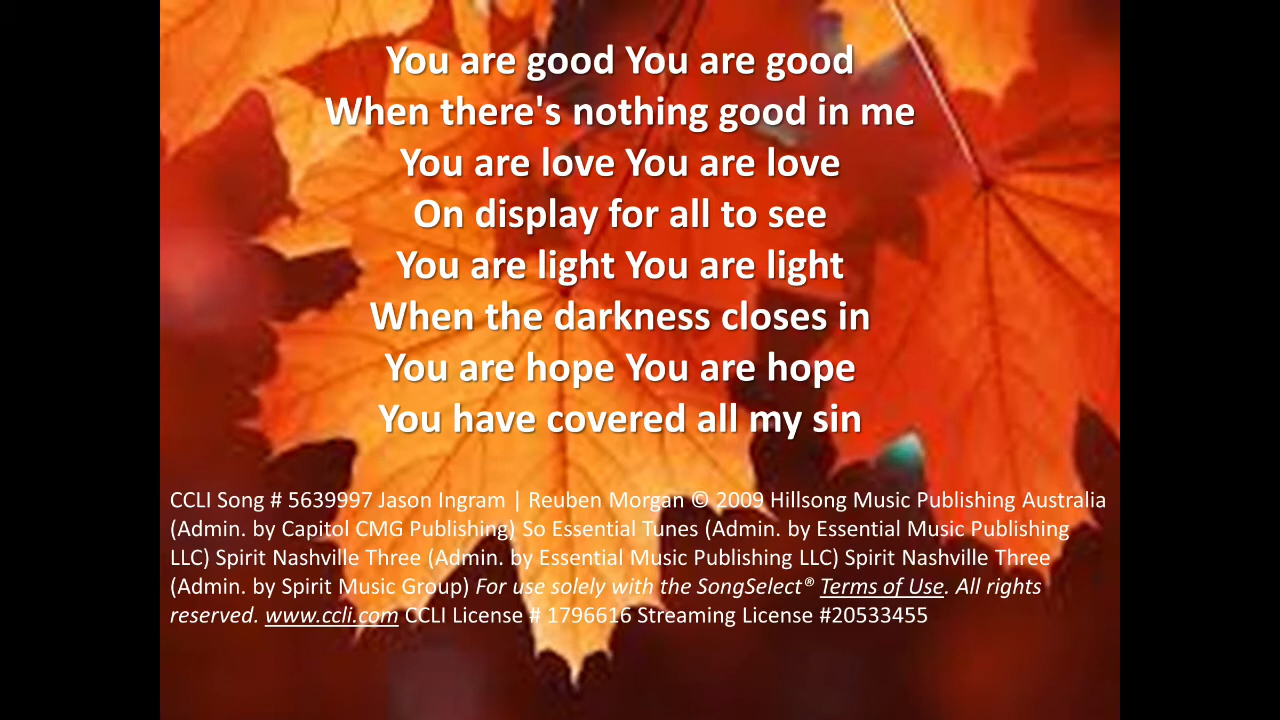 You are good You are good
When there's nothing good in me
You are love You are love
On display for all to see
You are light You are light
When the darkness closes in
You are hope You are hope
You have covered all my sin
CCLI Song # 5639997 Jason Ingram | Reuben Morgan © 2009 Hillsong Music Publishing Australia
(Admin. by Capitol CMG Publishing) So Essential Tunes (Admin. by Essential Music Publishing
LLC) Spirit Nashville Three (Admin. by Essential Music Publishing LLC) Spirit Nashville Three
(Admin. by Spirit Music Group) For use solely with the SongSelect® Terms of Use. All rights
reserved. www.ccli.com CCLI License # 1796616 Streaming License #20533455